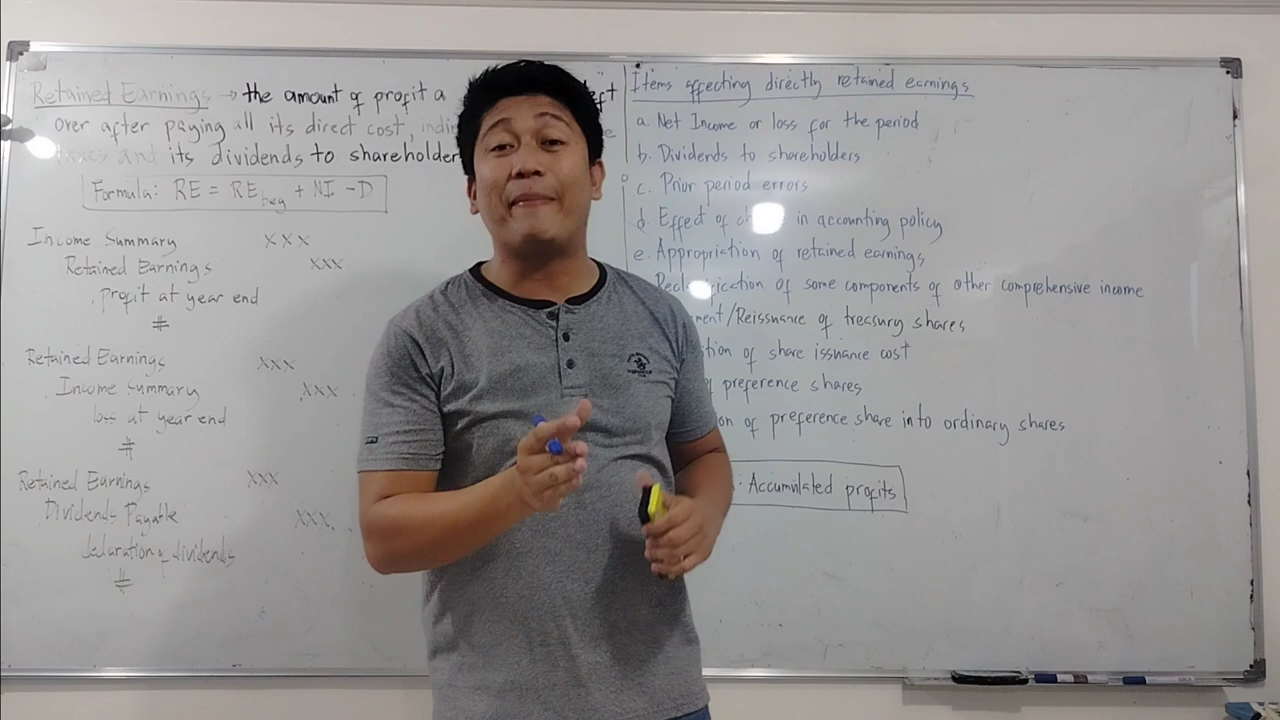 Retained Earnings → the amount of profit a left
over after paying all its direct cost,
taxes and its dividends to shareholder
Formula: RE = RE beg + NI - D
Income Summary XXX
Retained Earnings XXX
profit at year end
#
Retained Earnings XXX
Income Summary XXX
loss at year end
#
Retained Earnings XXX
Dividends Payable XXX
declaration of dividends
#
Items affecting directly retained earnings
a. Net Income or loss for the period
b. Dividends to shareholders
c. Prior period errors
d. Effect of in accounting policy
e. Appropriation of retained earnings
of some components of other comprehensive income
/Reissuance of treasury shares
of share issuance cost
preference shares
of preference share into ordinary shares
: Accumulated profits